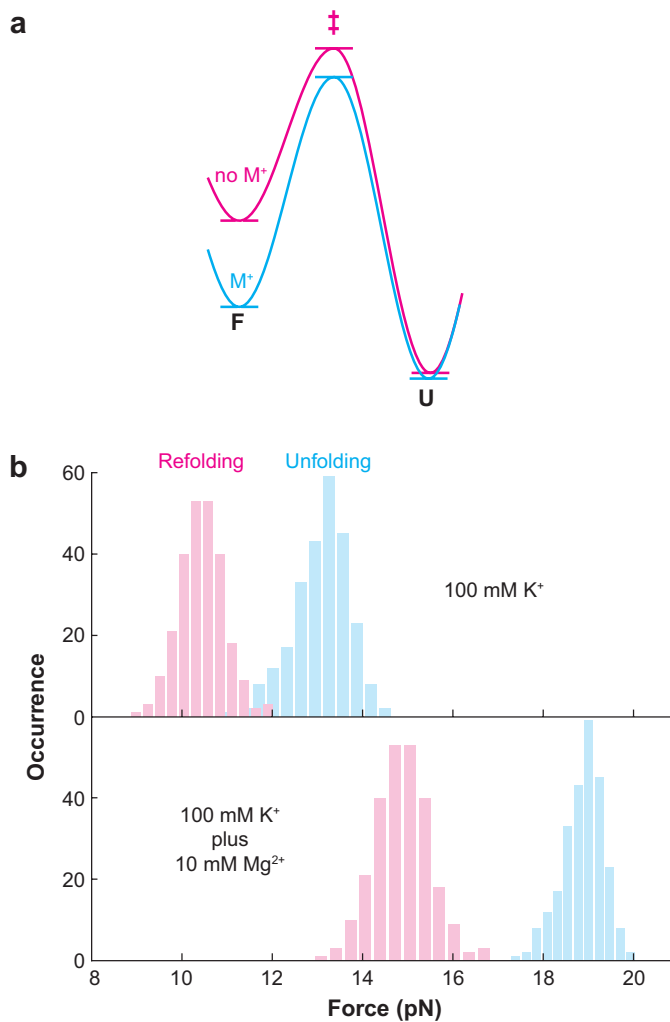 a
‡
no M⁺
M⁺
F
U
b
Refolding Unfolding
60
40
20
0
100 mM K⁺
Occurrence
40
20
0
100 mM K⁺
plus
10 mM Mg²⁺
8 10 12 14 16 18 20
Force (pN)